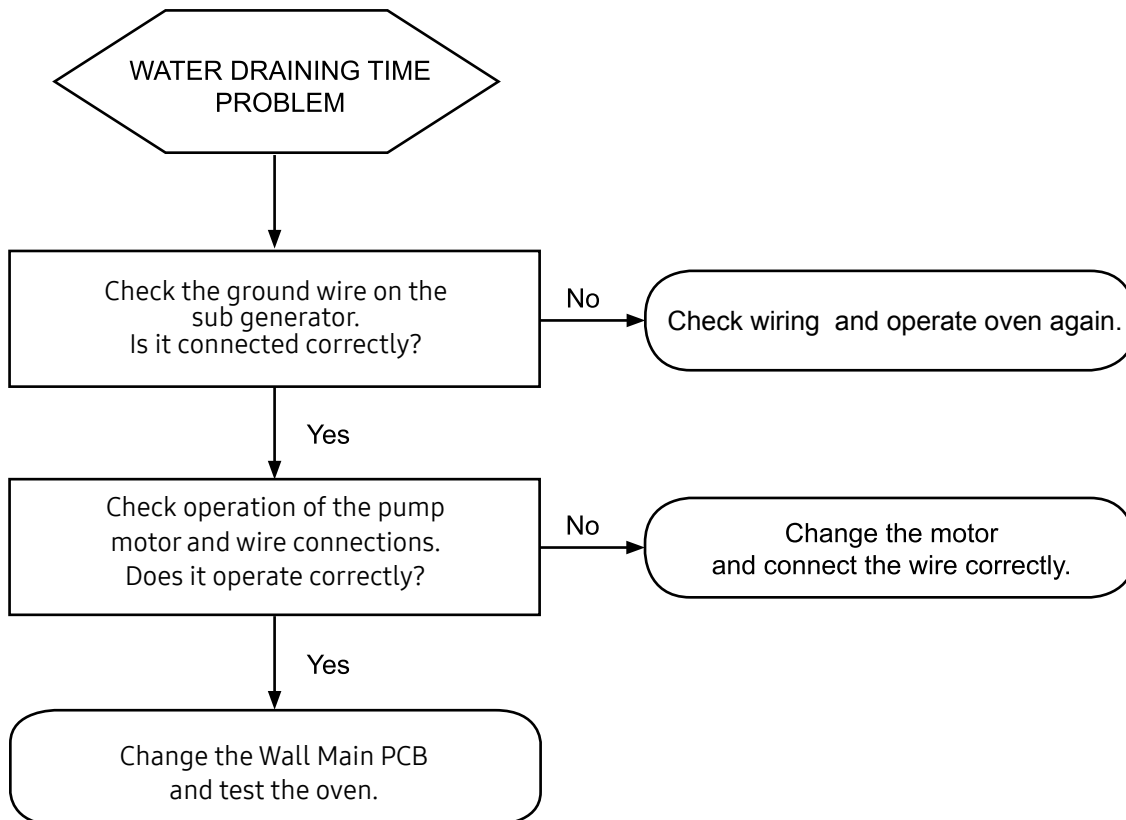 WATER DRAINING TIME
PROBLEM
Check the ground wire on the
sub generator.
Is it connected correctly?
No
Check wiring  and operate oven again.
Yes
Check operation of the pump
motor and wire connections.
Does it operate correctly?
No
Change the motor
and connect the wire correctly.
Yes
Change the Wall Main PCB
and test the oven.